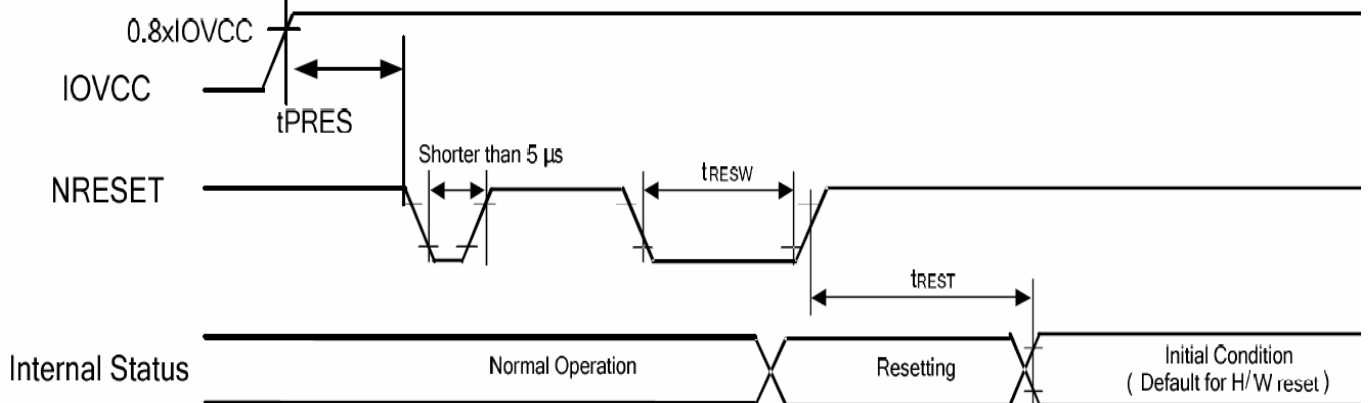 0.8xIOVCC
IOVCC
tPRES
Shorter than 5 µs
NRESET
tRESW
tREST
Internal Status
Normal Operation
Resetting
Initial Condition
( Default for H/W reset )